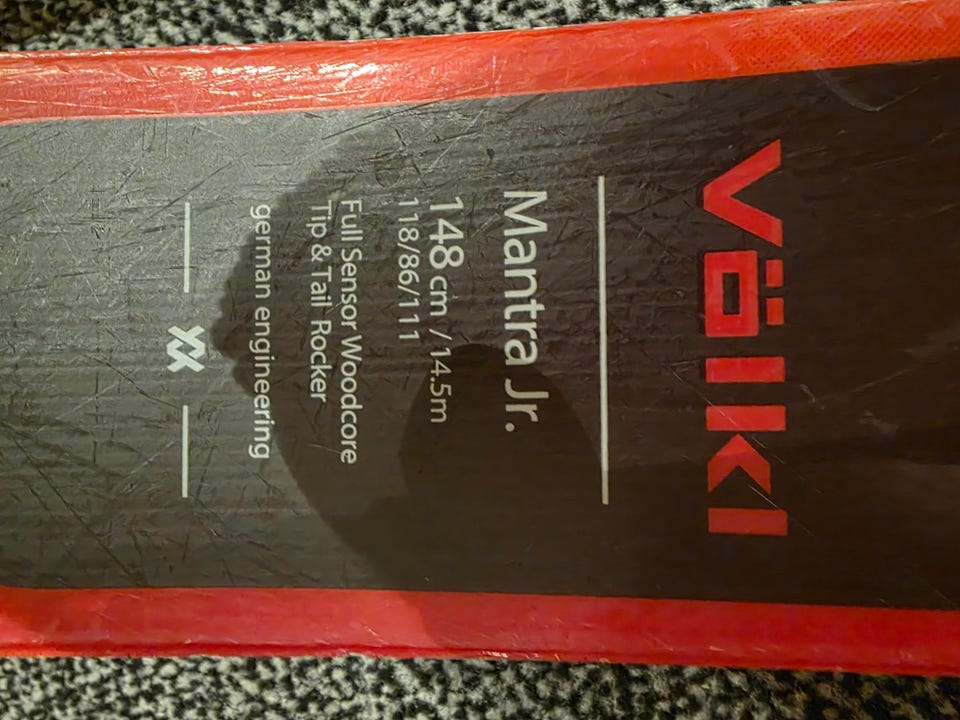 Völkl
Mantra Jr.
148 cm / 14.5m
118/86/111
Full Sensor Woodcore
Tip & Tail Rocker
german engineering